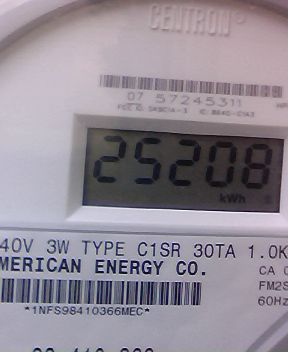 CENTRON®
07 57245311
25208
kWh
40V 3W TYPE C1SR 30TA 1.0K
MERICAN ENERGY CO.
CA 0
FM2S
60Hz
*1NFS98410366MEC*